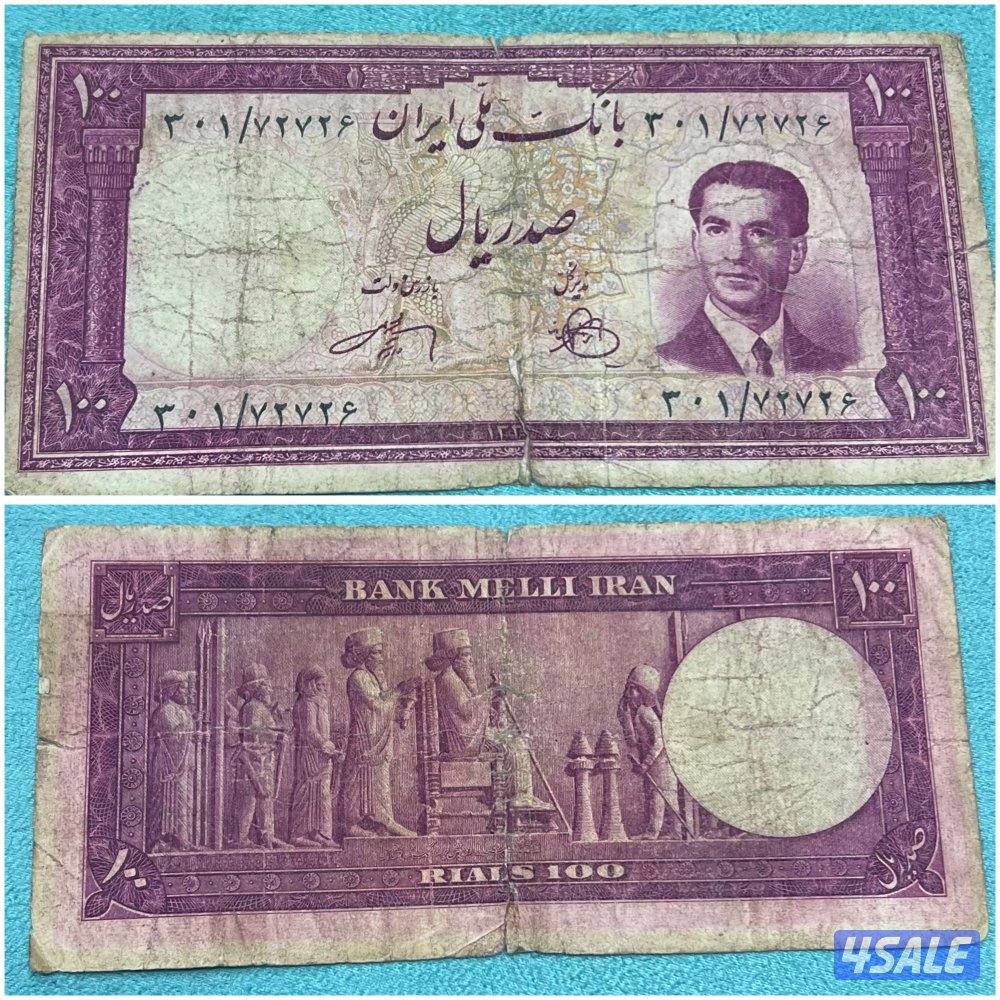 ۱۰۰ ۱۰۰
بانک ملّی ایران
۳۰۱/۷۲۷۲۶ ۳۰۱/۷۲۷۲۶
صد ریال
مدیر کل بازرس دولت
۳۰۱/۷۲۷۲۶ ۳۰۱/۷۲۷۲۶
۱۰۰ ۱۰۰
صد ریال BANK MELLI IRAN ۱۰۰
۱۰۰ RIALS 100 صد ریال
4SALE